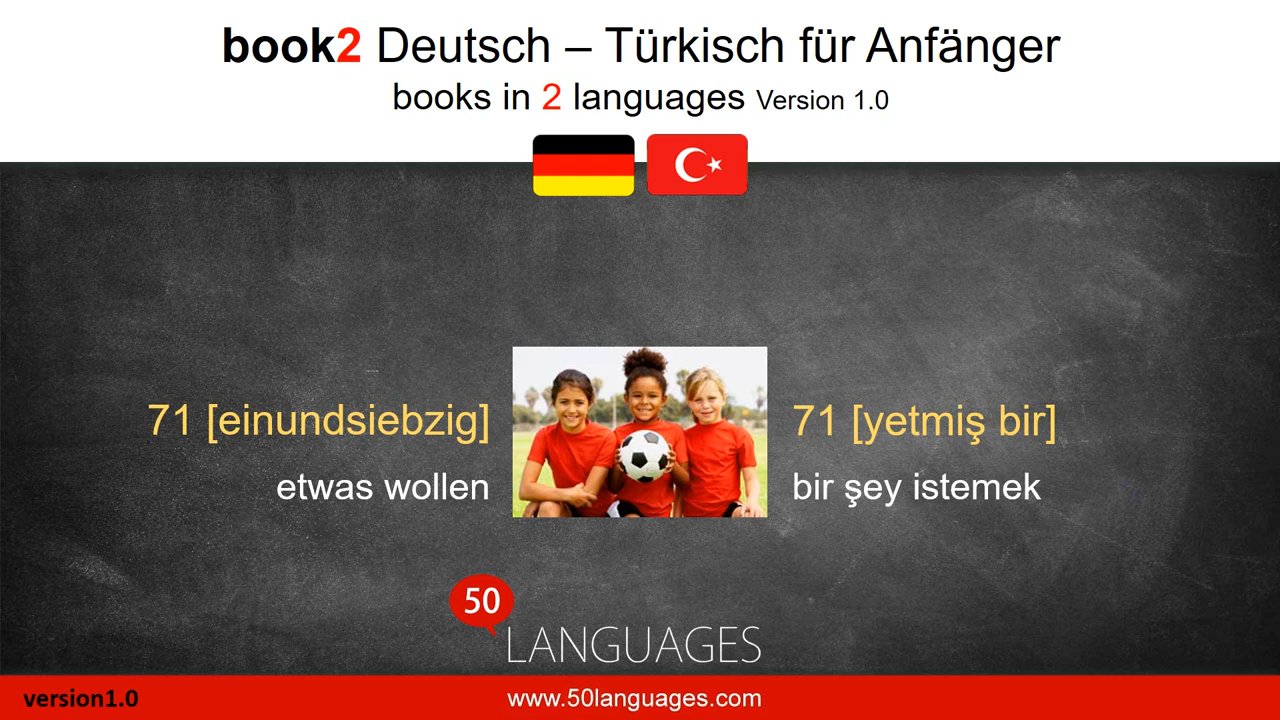 book2 Deutsch – Türkisch für Anfänger
books in 2 languages Version 1.0
71 [einundsiebzig]
etwas wollen
71 [yetmiş bir]
bir şey istemek
50
LANGUAGES
version1.0
www.50languages.com